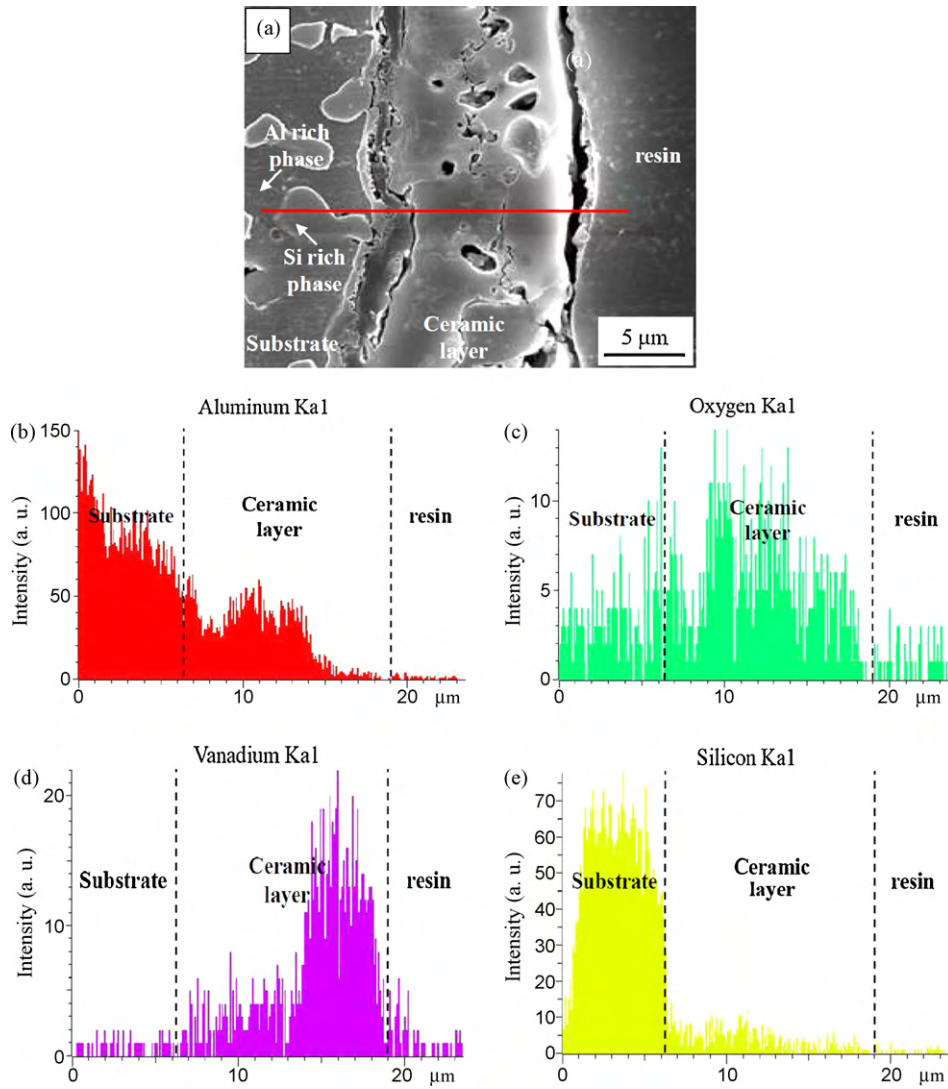 (a)
(a)
Al rich
phase
resin
Si rich
phase
Substrate
Ceramic
layer
5 μm
Aluminum Ka1
(b)
Intensity (a. u.)
150
100
50
0
Substrate
Ceramic
layer
resin
0
10
20
μm
Oxygen Ka1
(c)
Intensity (a. u.)
10
5
0
Substrate
Ceramic
layer
resin
0
10
20
μm
Vanadium Ka1
(d)
Intensity (a. u.)
20
10
0
Substrate
Ceramic
layer
resin
0
10
20
μm
Silicon Ka1
(e)
Intensity (a. u.)
70
60
50
40
30
20
10
0
Substrate
Ceramic
layer
resin
0
10
20
μm